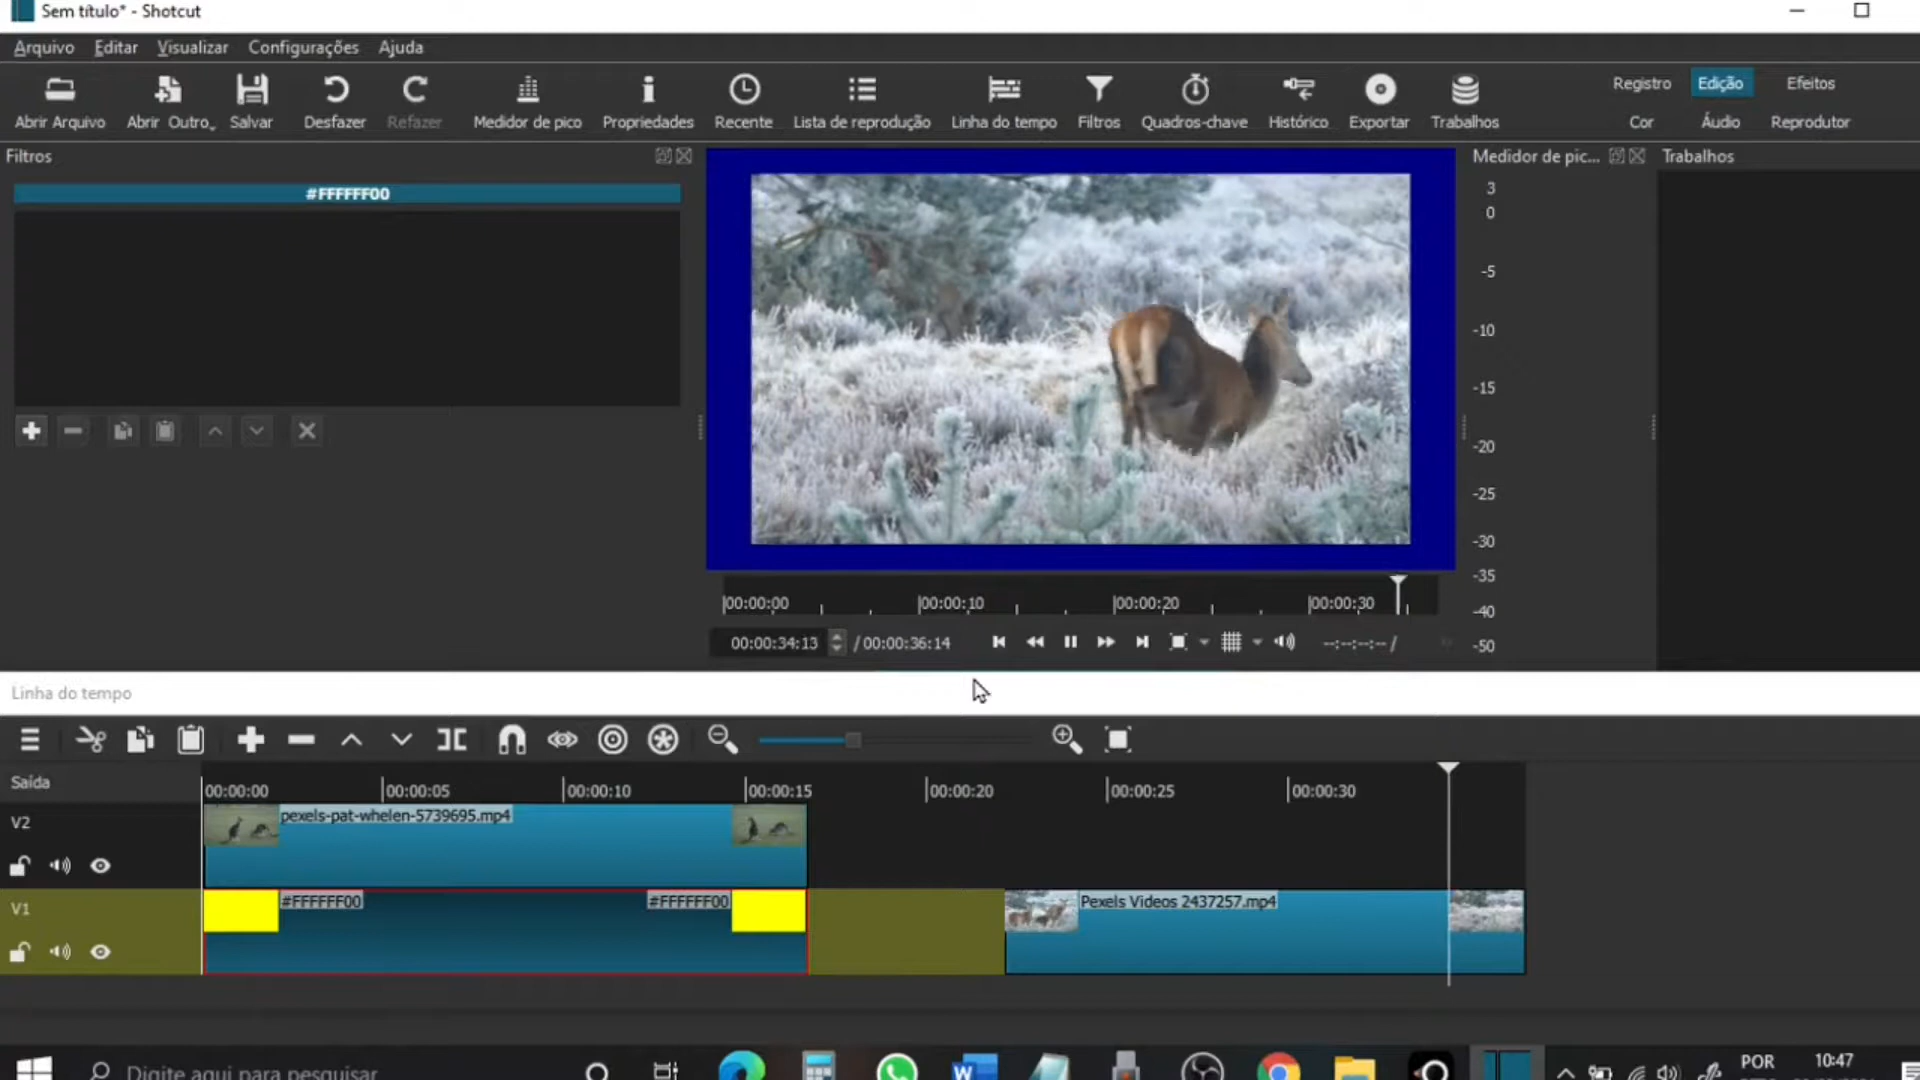 Sem título* - Shotcut
Arquivo Editar Visualizar Configurações Ajuda
Abrir Arquivo Abrir Outro Salvar Desfazer Refazer Medidor de pico Propriedades Recente Lista de reprodução Linha do tempo Filtros Quadros-chave Histórico Exportar Trabalhos
Registro Edição Efeitos
Cor Áudio Reprodutor
Filtros
#FFFFFF00
Medidor de pic... Trabalhos
3
0
-5
-10
-15
-20
-25
-30
-35
-40
-50
00:00:00 00:00:10 00:00:20 00:00:30
00:00:34:13 / 00:00:36:14 --:--:--:-- /
Linha do tempo
Saída
00:00:00 00:00:05 00:00:10 00:00:15 00:00:20 00:00:25 00:00:30
V2
pexels-pat-whelen-5739695.mp4
V1
#FFFFFF00 #FFFFFF00
Pexels Videos 2437257.mp4
Digite aqui para pesquisar
POR
10:47